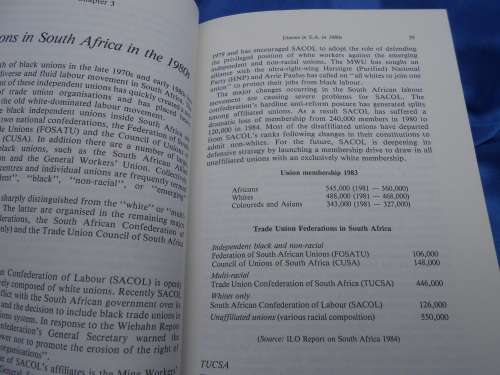 Chapter 3
ons in South Africa in the 1980s
th of black unions in the late 1970s and early 1980s
diverse and fluid labour movement in South Africa.
of these independent unions has quickly created
trade union organisations and has placed
old white-dominated labour movement.
black independent unions inside South Africa
two national confederations, the Federation of
Trade Unions (FOSATU) and the Council of Unions of
(CUSA). In addition there are a number of large
black unions, such as the South African Allied
and the General Workers' Union. Collectively
centres and individual unions are frequently termed
"black", "non-racial", or "emerging"
sharply distinguished from the "white" or "multi
The latter are organised in the remaining major
federations, the South African Confederation of
only) and the Trade Union Council of South Africa
n Confederation of Labour (SACOL) is openly
rely composed of white unions. Recently SACOL
flict with the South African government over its
and the decision to include black trade unions in
ions system. In response to the Wiehahn Report
nfederation's General Secretary warned the
ver not to promote the erosion of the right of
organisations".
of SACOL's affiliates is the Mine Workers'
Unions in S.A. in 1980s
1979 and has encouraged SACOL to adopt the role of defending
the privileged position of white workers against the emerging
independent and non-racial unions. The MWU has sought an
alliance with the ultra-right-wing Herstige (Purified) National
Party (HNP) and Arrie Paulus has called on "all whites to join one
union" to protect their jobs from black labour.
The major changes occurring in the South African labour
movement are causing severe problems for SACOL. The
confederation's hardline anti-reform posture has generated splits
among affiliates. As a result SACOL has suffered a
dramatic loss of membership from 240,000 members in 1980 to
120,000 in 1984. Most of the disaffiliated unions have departed
from SACOL's ranks following changes in their constitutions to
admit non-whites. For the future, SACOL is deepening its
defensive strategy by launching a membership drive to draw in all
unaffiliated unions with an exclusively white membership.
Union membership 1983
Africans 545,000 (1981 — 360,000)
Whites 488,000 (1981 — 468,000)
Coloureds and Asians 343,000 (1981 — 327,000)
Trade Union Federations in South Africa
Independent black and non-racial
Federation of South African Unions (FOSATU) 106,000
Council of Unions of South Africa (CUSA) 148,000
Multi-racial
Trade Union Confederation of South Africa (TUCSA) 446,000
Whites only
South African Confederation of Labour (SACOL) 126,000
Unaffiliated unions (various racial composition) 550,000
(Source: ILO Report on South Africa 1984)
TUCSA